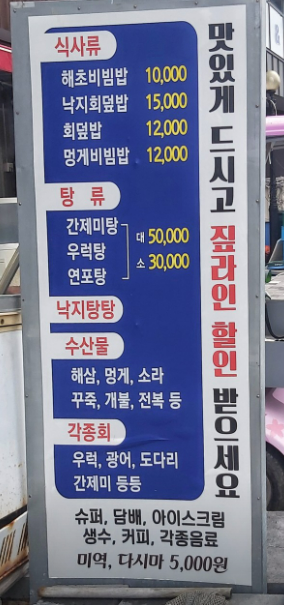 식사류
해초비빔밥 10,000
낙지회덮밥 15,000
회덮밥 12,000
멍게비빔밥 12,000
탕 류
간제미탕
우럭탕
연포탕
대 50,000
소 30,000
낙지탕탕
수산물
해삼, 멍게, 소라
꾸죽, 개불, 전복 등
각종회
우럭, 광어, 도다리
간제미 등등
맛있게 드시고 짚라인 할인 받으세요
슈퍼, 담배, 아이스크림
생수, 커피, 각종음료
미역, 다시마 5,000원